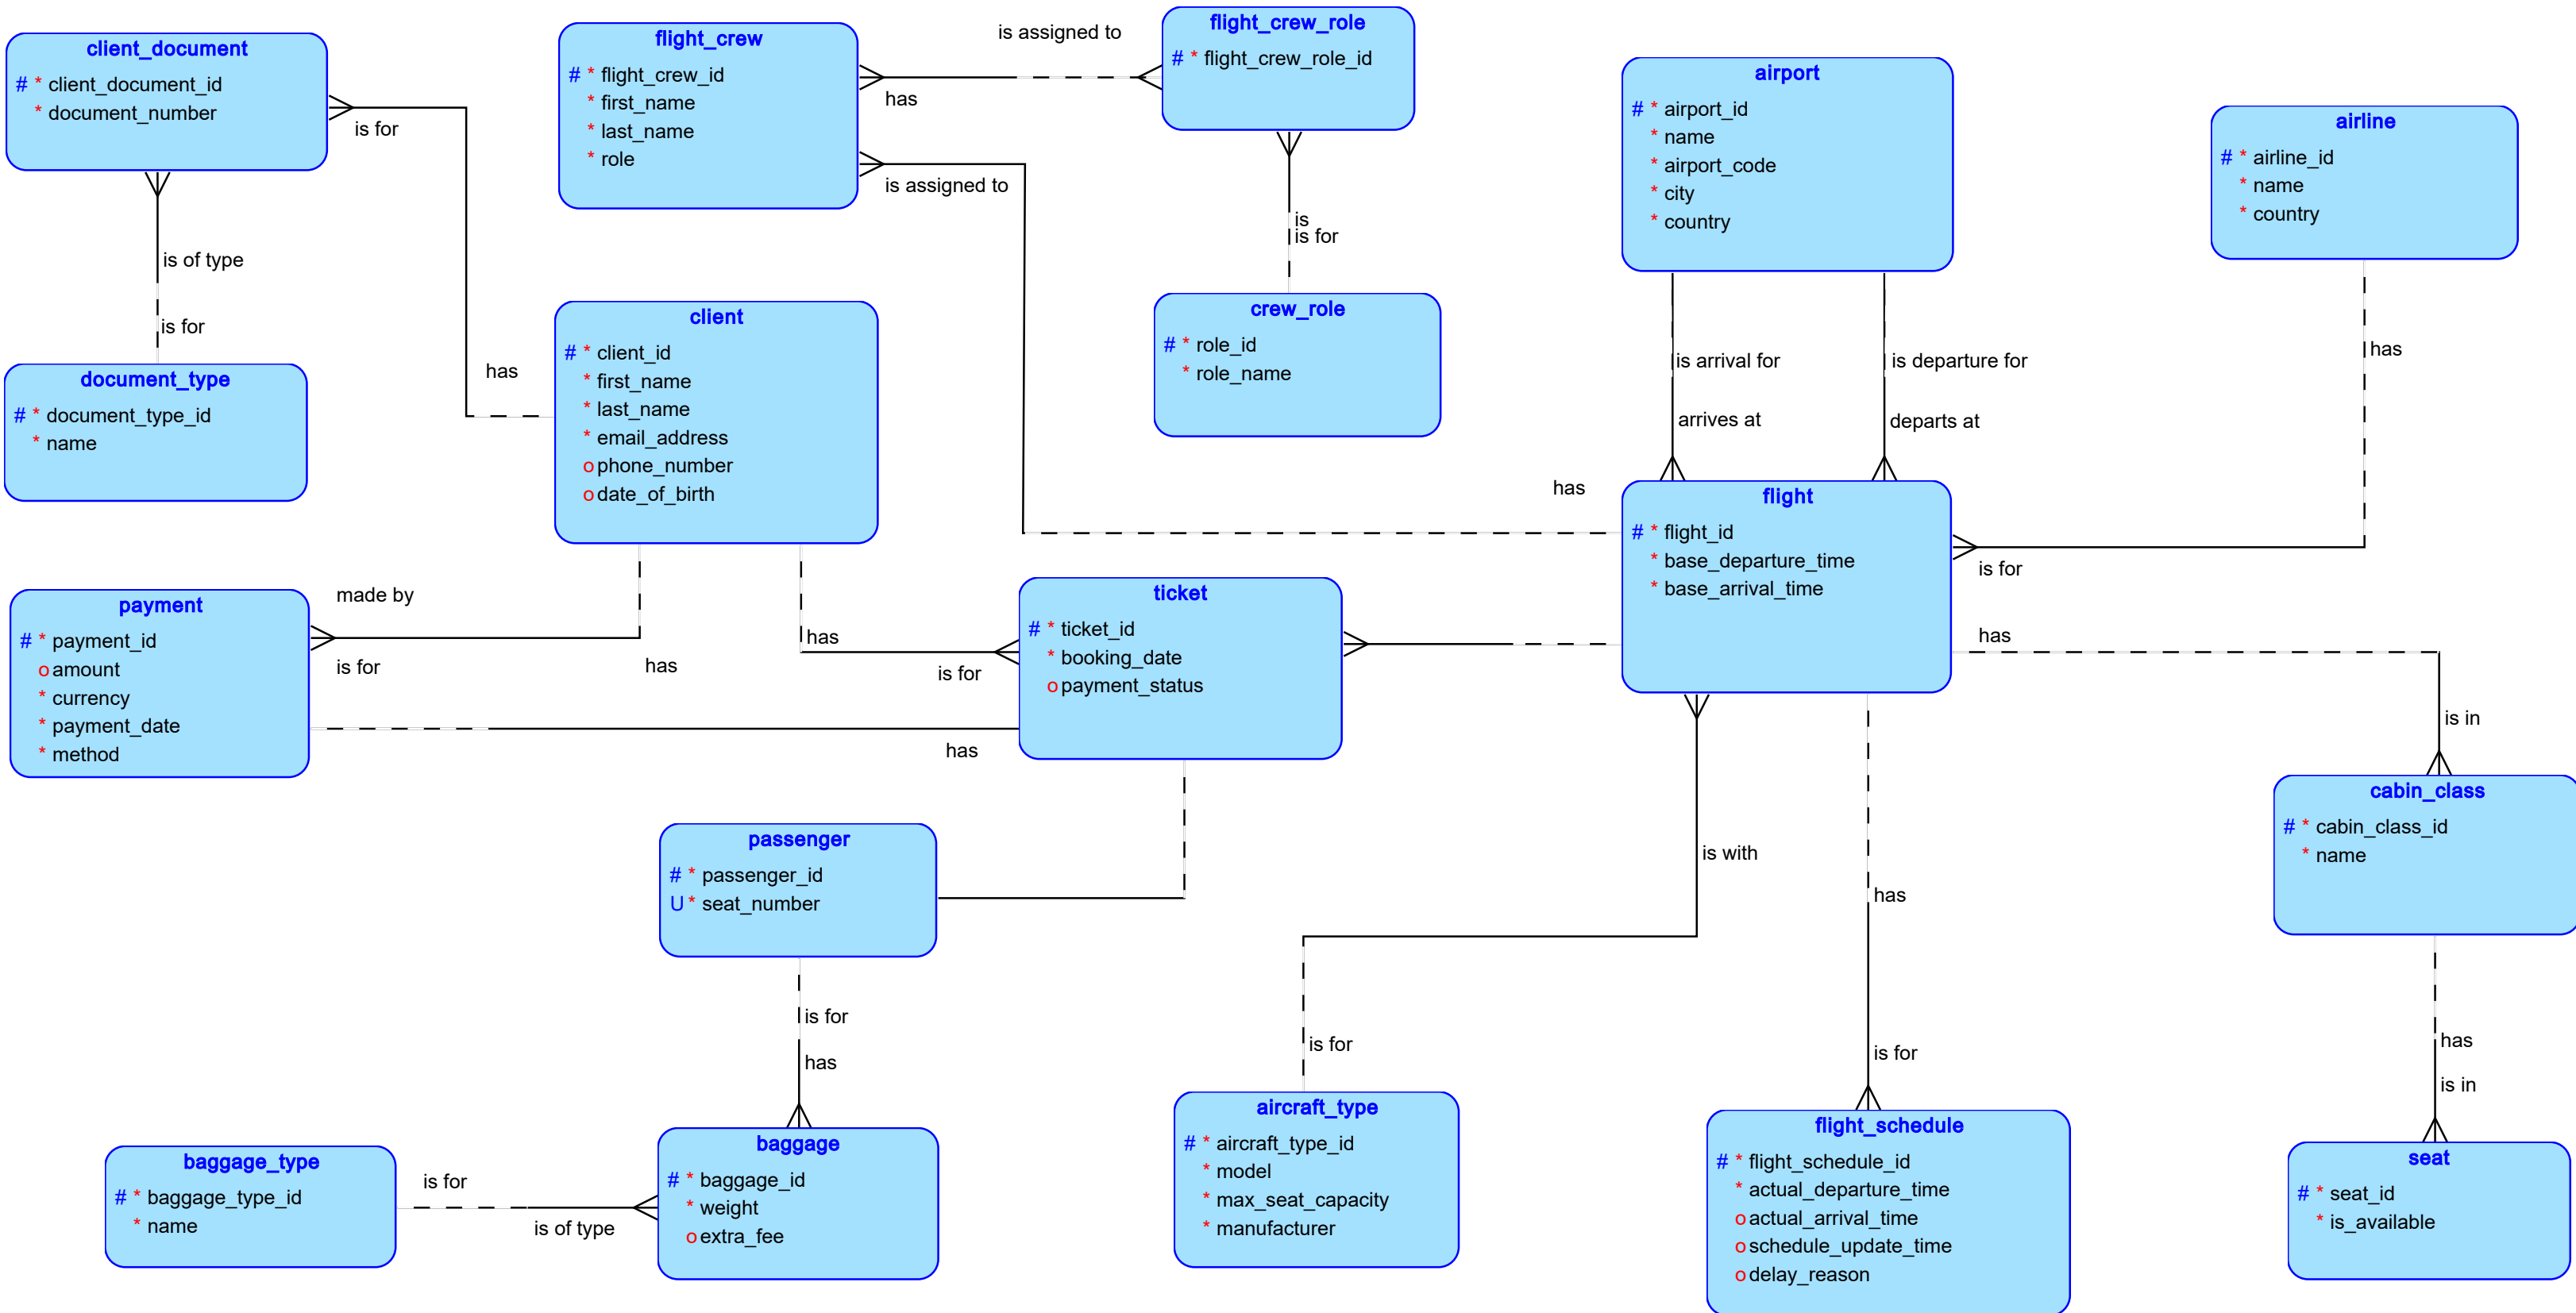 client_document
# * client_document_id
* document_number
is for
is of type
is for
document_type
# * document_type_id
* name
flight_crew
# * flight_crew_id
* first_name
* last_name
* role
has
is assigned to
is assigned to
flight_crew_role
# * flight_crew_role_id
is
is for
crew_role
# * role_id
* role_name
airport
# * airport_id
* name
* airport_code
* city
* country
is arrival for
is departure for
arrives at
departs at
airline
# * airline_id
* name
* country
has
is for
client
# * client_id
* first_name
* last_name
* email_address
o phone_number
o date_of_birth
has
has
flight
# * flight_id
* base_departure_time
* base_arrival_time
has
is in
payment
# * payment_id
o amount
* currency
* payment_date
* method
made by
is for
has
has
is for
has
ticket
# * ticket_id
* booking_date
o payment_status
passenger
# * passenger_id
U * seat_number
is for
has
cabin_class
# * cabin_class_id
* name
has
is in
is with
is for
has
is for
baggage_type
# * baggage_type_id
* name
is for
is of type
baggage
# * baggage_id
* weight
o extra_fee
aircraft_type
# * aircraft_type_id
* model
* max_seat_capacity
* manufacturer
flight_schedule
# * flight_schedule_id
* actual_departure_time
o actual_arrival_time
o schedule_update_time
o delay_reason
seat
# * seat_id
* is_available